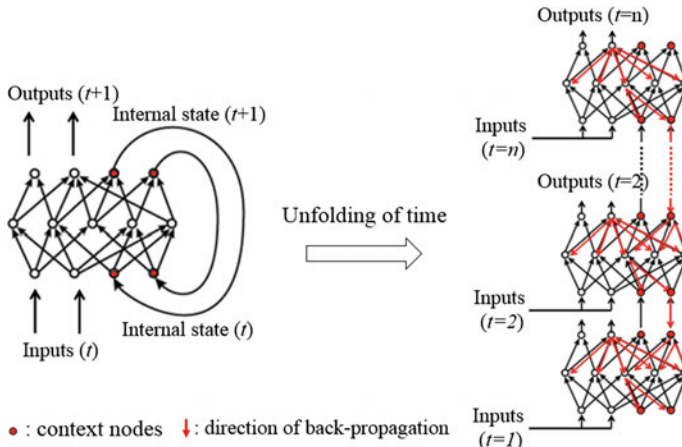 Outputs (t+1)
Internal state (t+1)
Internal state (t)
Inputs (t)
Unfolding of time
Outputs (t=n)
Inputs
(t=n)
Outputs (t=2)
Inputs
(t=2)
Inputs
(t=1)
: context nodes
: direction of back-propagation